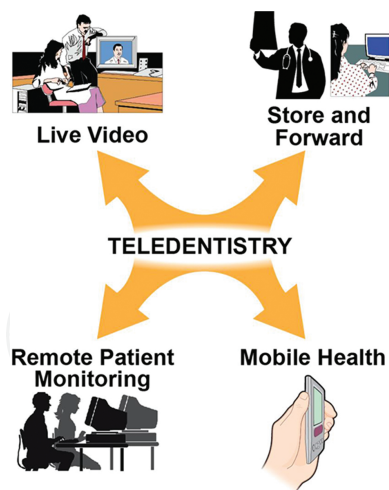 Live Video
Store and
Forward
TELEDENTISTRY
Remote Patient
Monitoring
Mobile Health